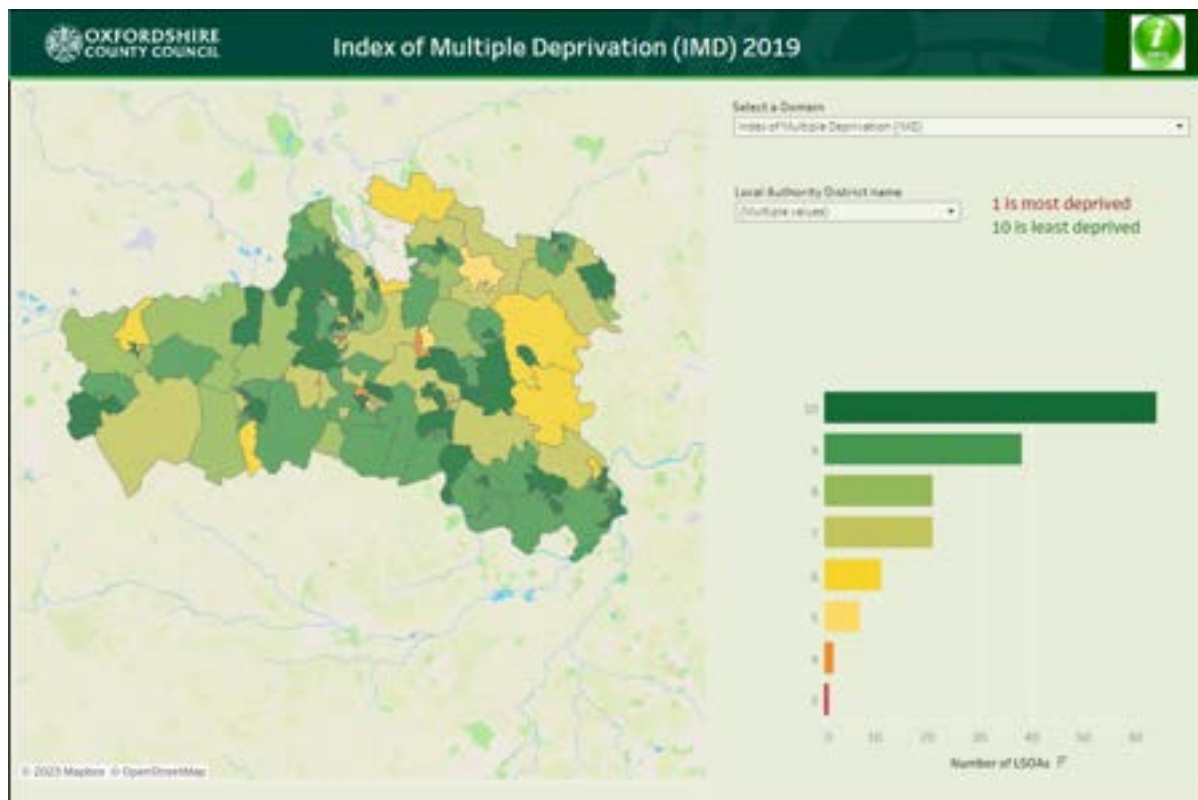 OXFORDSHIRE
COUNTY COUNCIL
Index of Multiple Deprivation (IMD) 2019
Select a Domain
Index of Multiple Deprivation (IMD)
Local Authority District name
(Multiple values)
1 is most deprived
10 is least deprived
10
9
8
7
6
5
4
0
10
20
30
40
50
60
Number of LSOAs
© 2023 Mapbox © OpenStreetMap